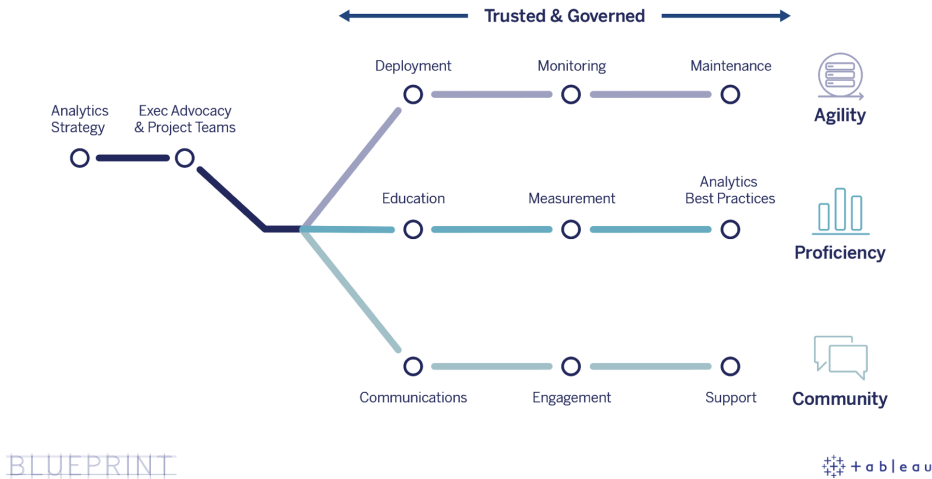 Trusted & Governed
Deployment
Monitoring
Maintenance
Agility
Analytics
Strategy
Exec Advocacy
& Project Teams
Education
Measurement
Analytics
Best Practices
Proficiency
Communications
Engagement
Support
Community
BLUEPRINT
+ableau